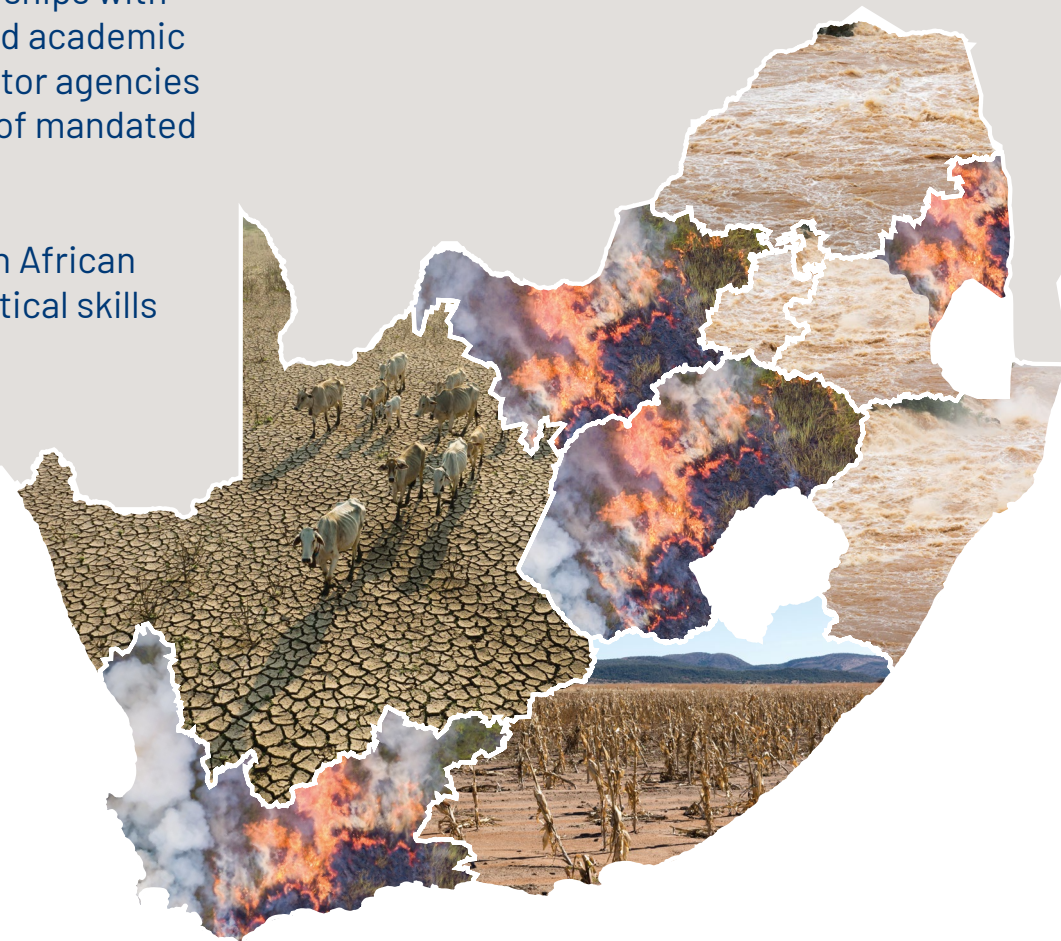 d academic
tor agencies
of mandated
n African
tical skills